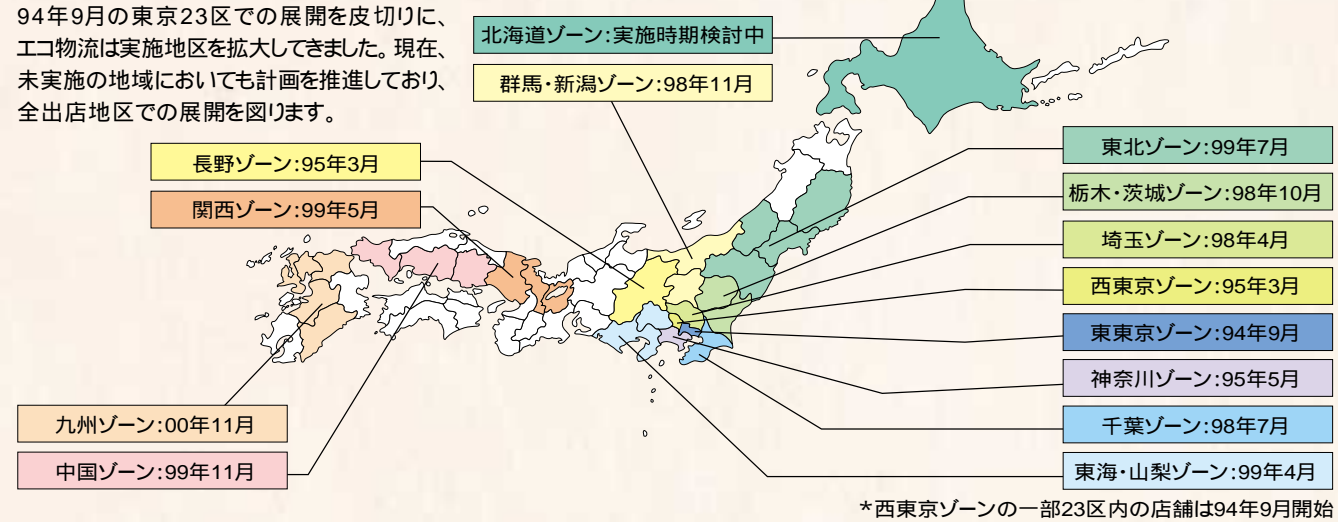 94年9月の東京23区での展開を皮切りに、
エコ物流は実施地区を拡大してきました。現在、
未実施の地域においても計画を推進しており、
全出店地区での展開を図ります。
北海道ゾーン:実施時期検討中
群馬・新潟ゾーン:98年11月
長野ゾーン:95年3月
関西ゾーン:99年5月
東北ゾーン:99年7月
栃木・茨城ゾーン:98年10月
埼玉ゾーン:98年4月
西東京ゾーン:95年3月
東東京ゾーン:94年9月
神奈川ゾーン:95年5月
千葉ゾーン:98年7月
東海・山梨ゾーン:99年4月
九州ゾーン:00年11月
中国ゾーン:99年11月
*西東京ゾーンの一部23区内の店舗は94年9月開始